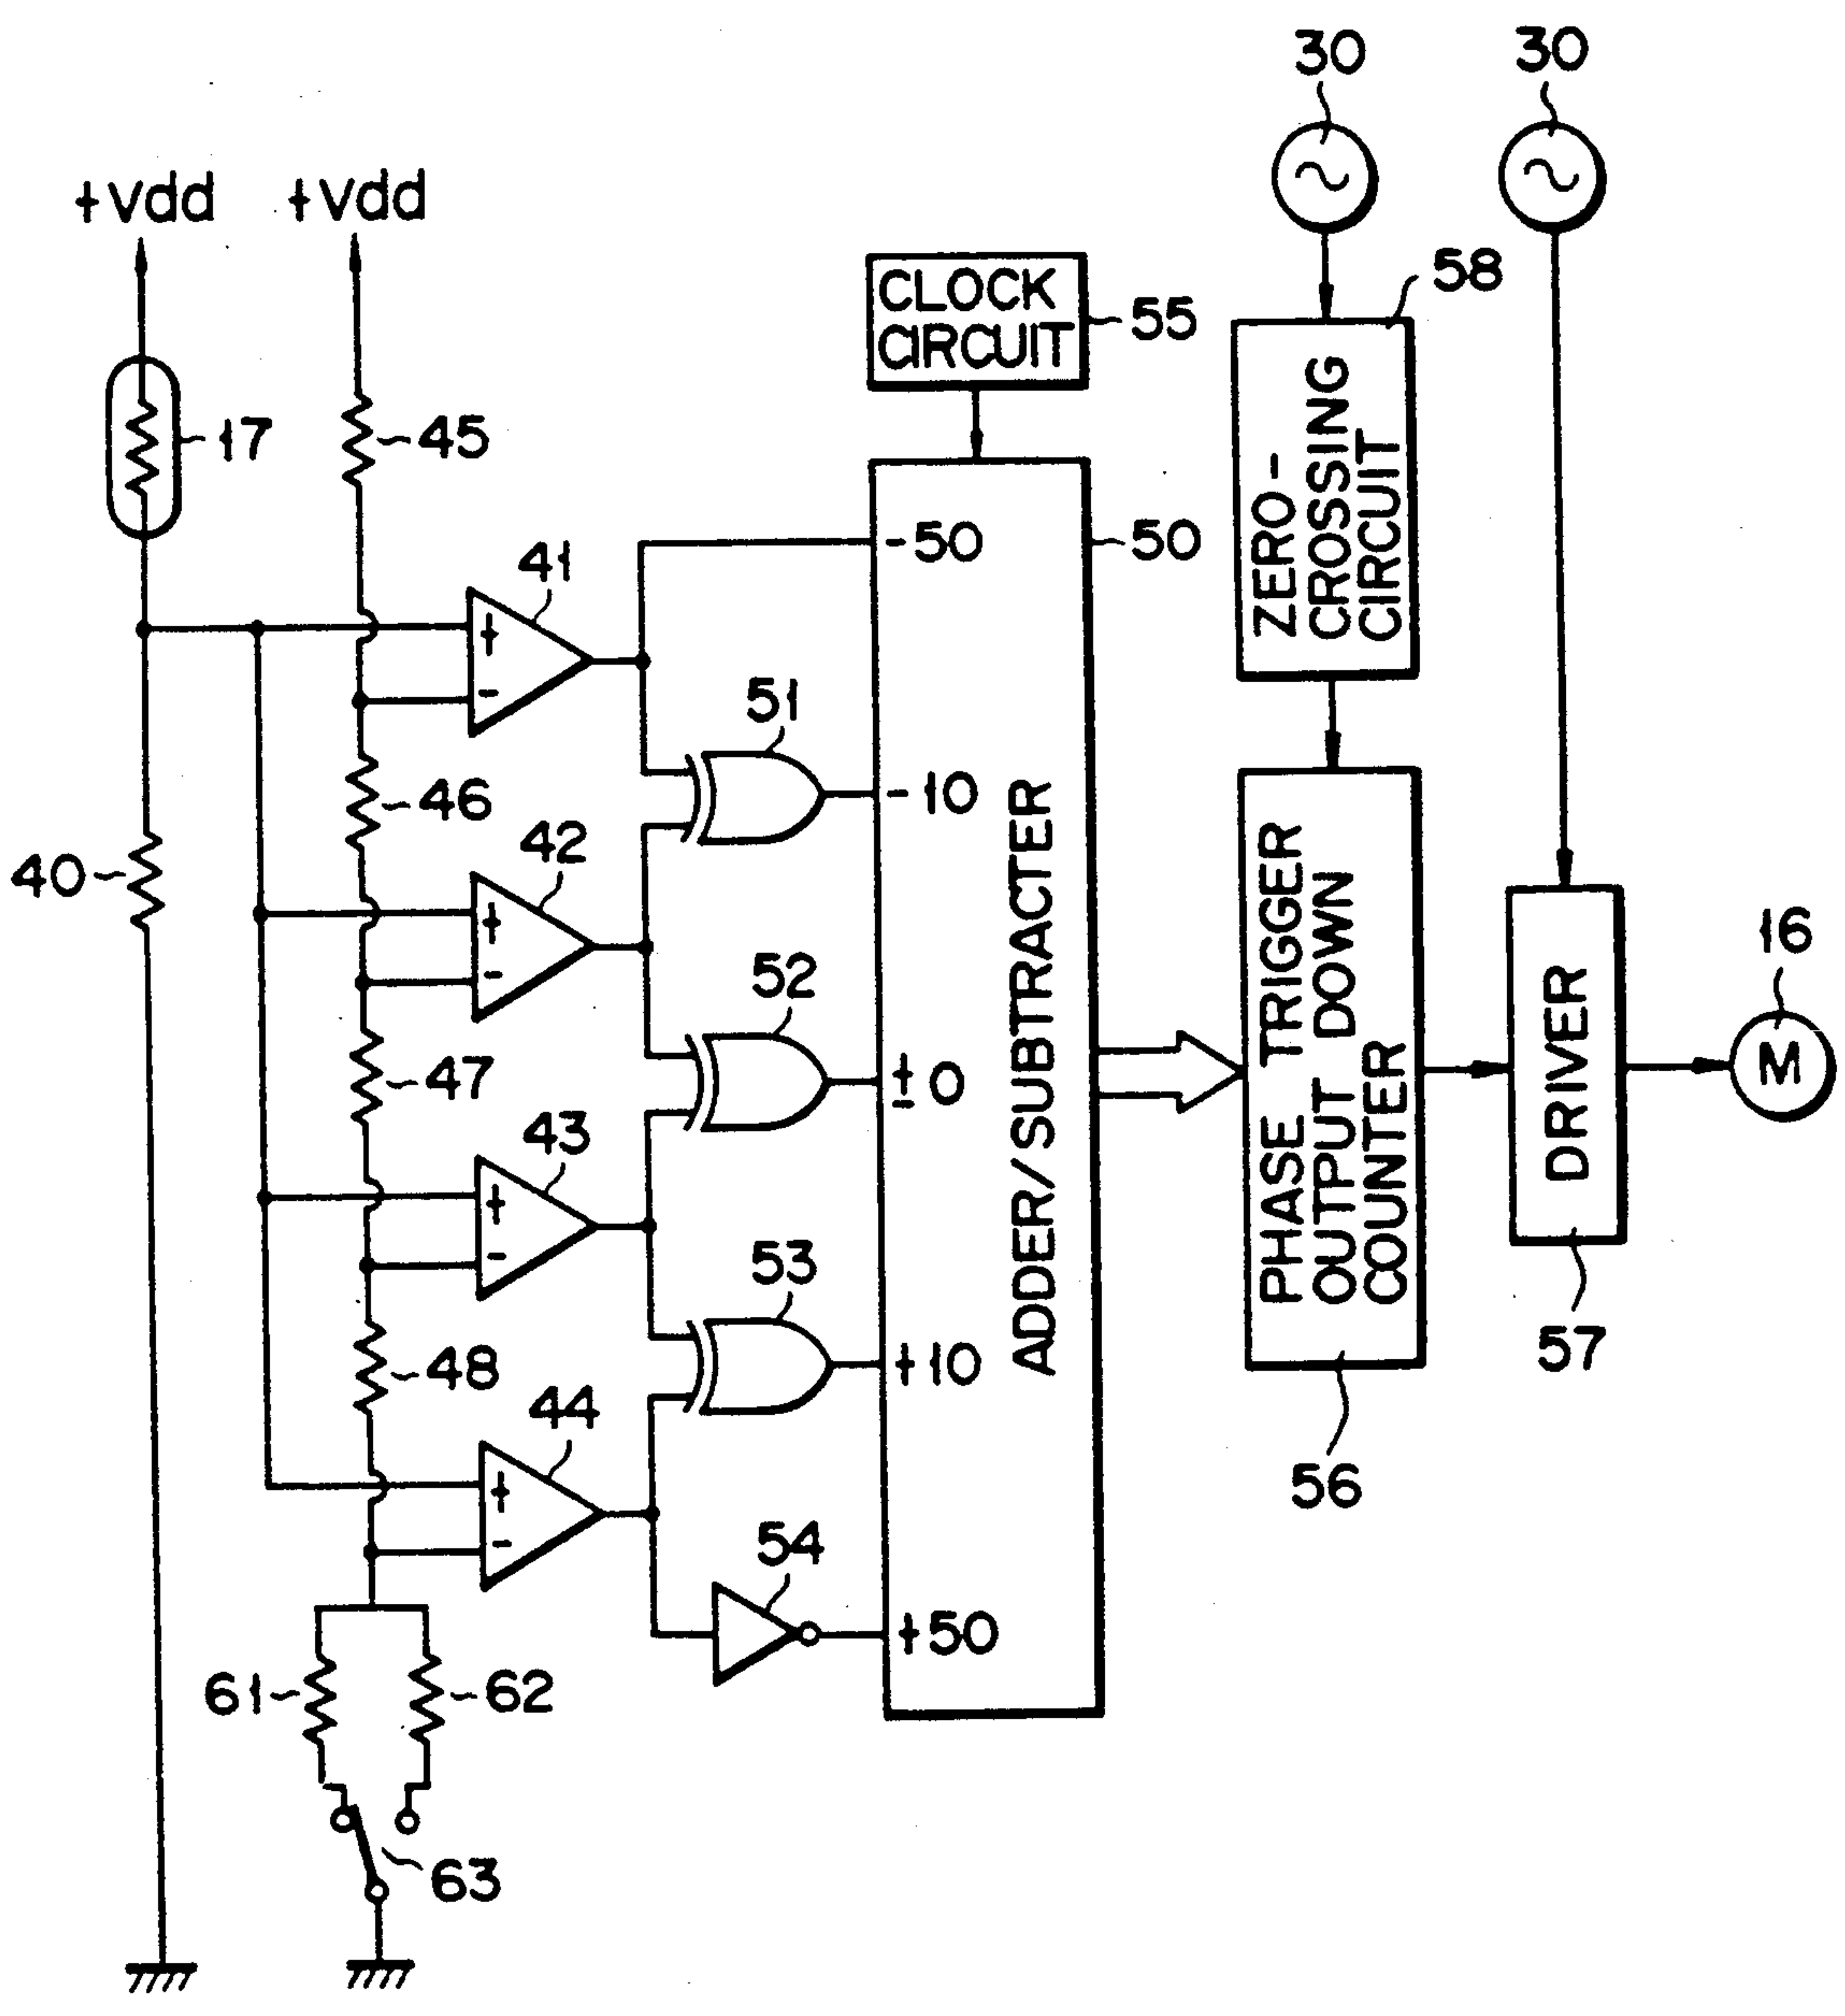 30
30
+Vdd
+Vdd
58
CLOCK
CIRCUIT
55
17
45
ZERO-
CROSSING
CIRCUIT
-50
50
41
+
-
51
46
-10
42
40
+
-
16
52
ADDER/SUBTRACTER
PHASE TRIGGER
OUTPUT DOWN
COUNTER
DRIVER
M
47
±0
43
+
-
53
57
48
+10
44
56
+
-
54
+50
61
62
63